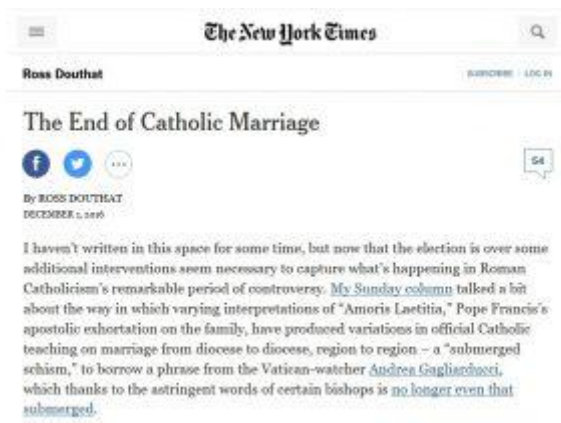 The New York Times
Ross Douthat
SUBSCRIBE LOG IN
The End of Catholic Marriage
54
By ROSS DOUTHAT
DECEMBER 1, 2016
I haven't written in this space for some time, but now that the election is over some
additional interventions seem necessary to capture what's happening in Roman
Catholicism's remarkable period of controversy. My Sunday column talked a bit
about the way in which varying interpretations of "Amoris Laetitia," Pope Francis's
apostolic exhortation on the family, have produced variations in official Catholic
teaching on marriage from diocese to diocese, region to region – a "submerged
schism," to borrow a phrase from the Vatican-watcher Andrea Gagliarducci,
which thanks to the astringent words of certain bishops is no longer even that
submerged.